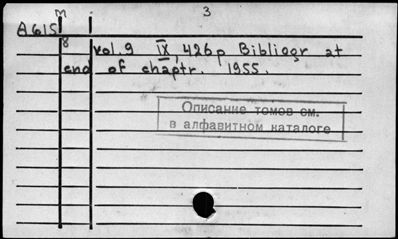 м i 3
A615
8 vol. 9 IX, 426p Bibliogr at
end of chaptr. 1955.
Описание томов см.
в алфавитном каталоге